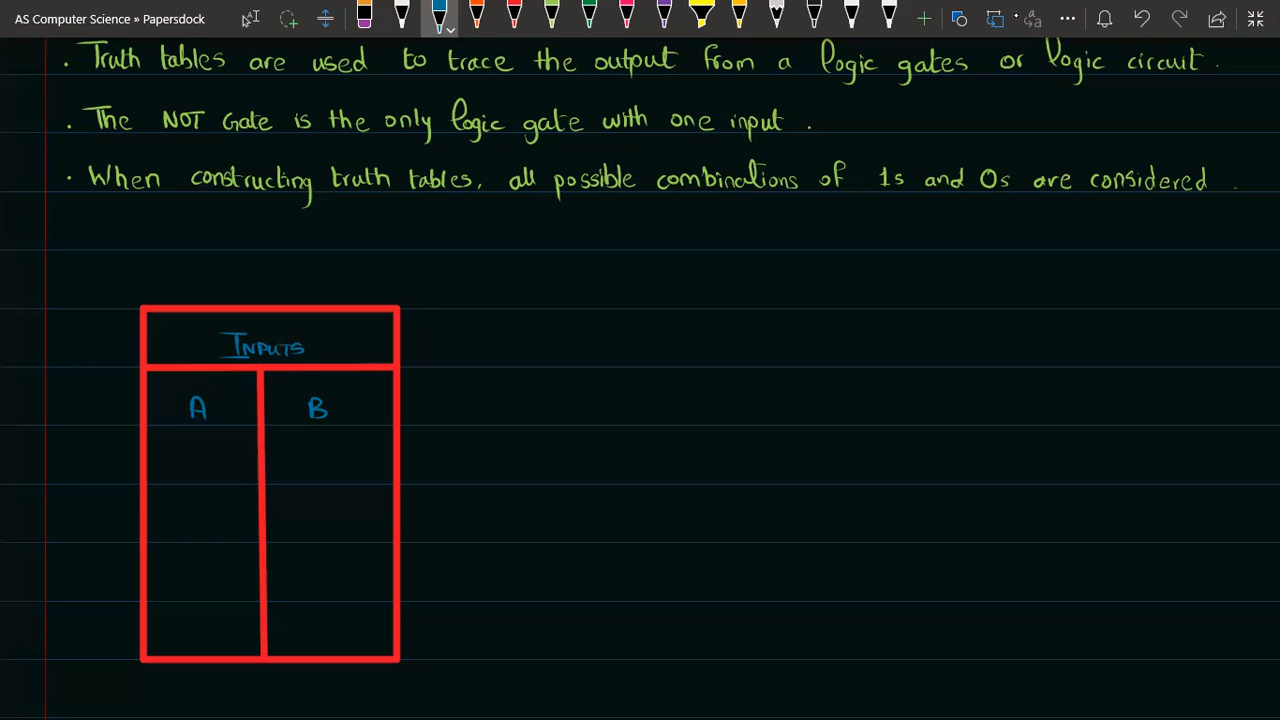 AS Computer Science » Papersdock
. Truth tables are used to trace the output from a logic gates or logic circuit .
. The NOT Gate is the only logic gate with one input .
. When constructing truth tables, all possible combinations of 1s and 0s are considered .
INPUTS
A B